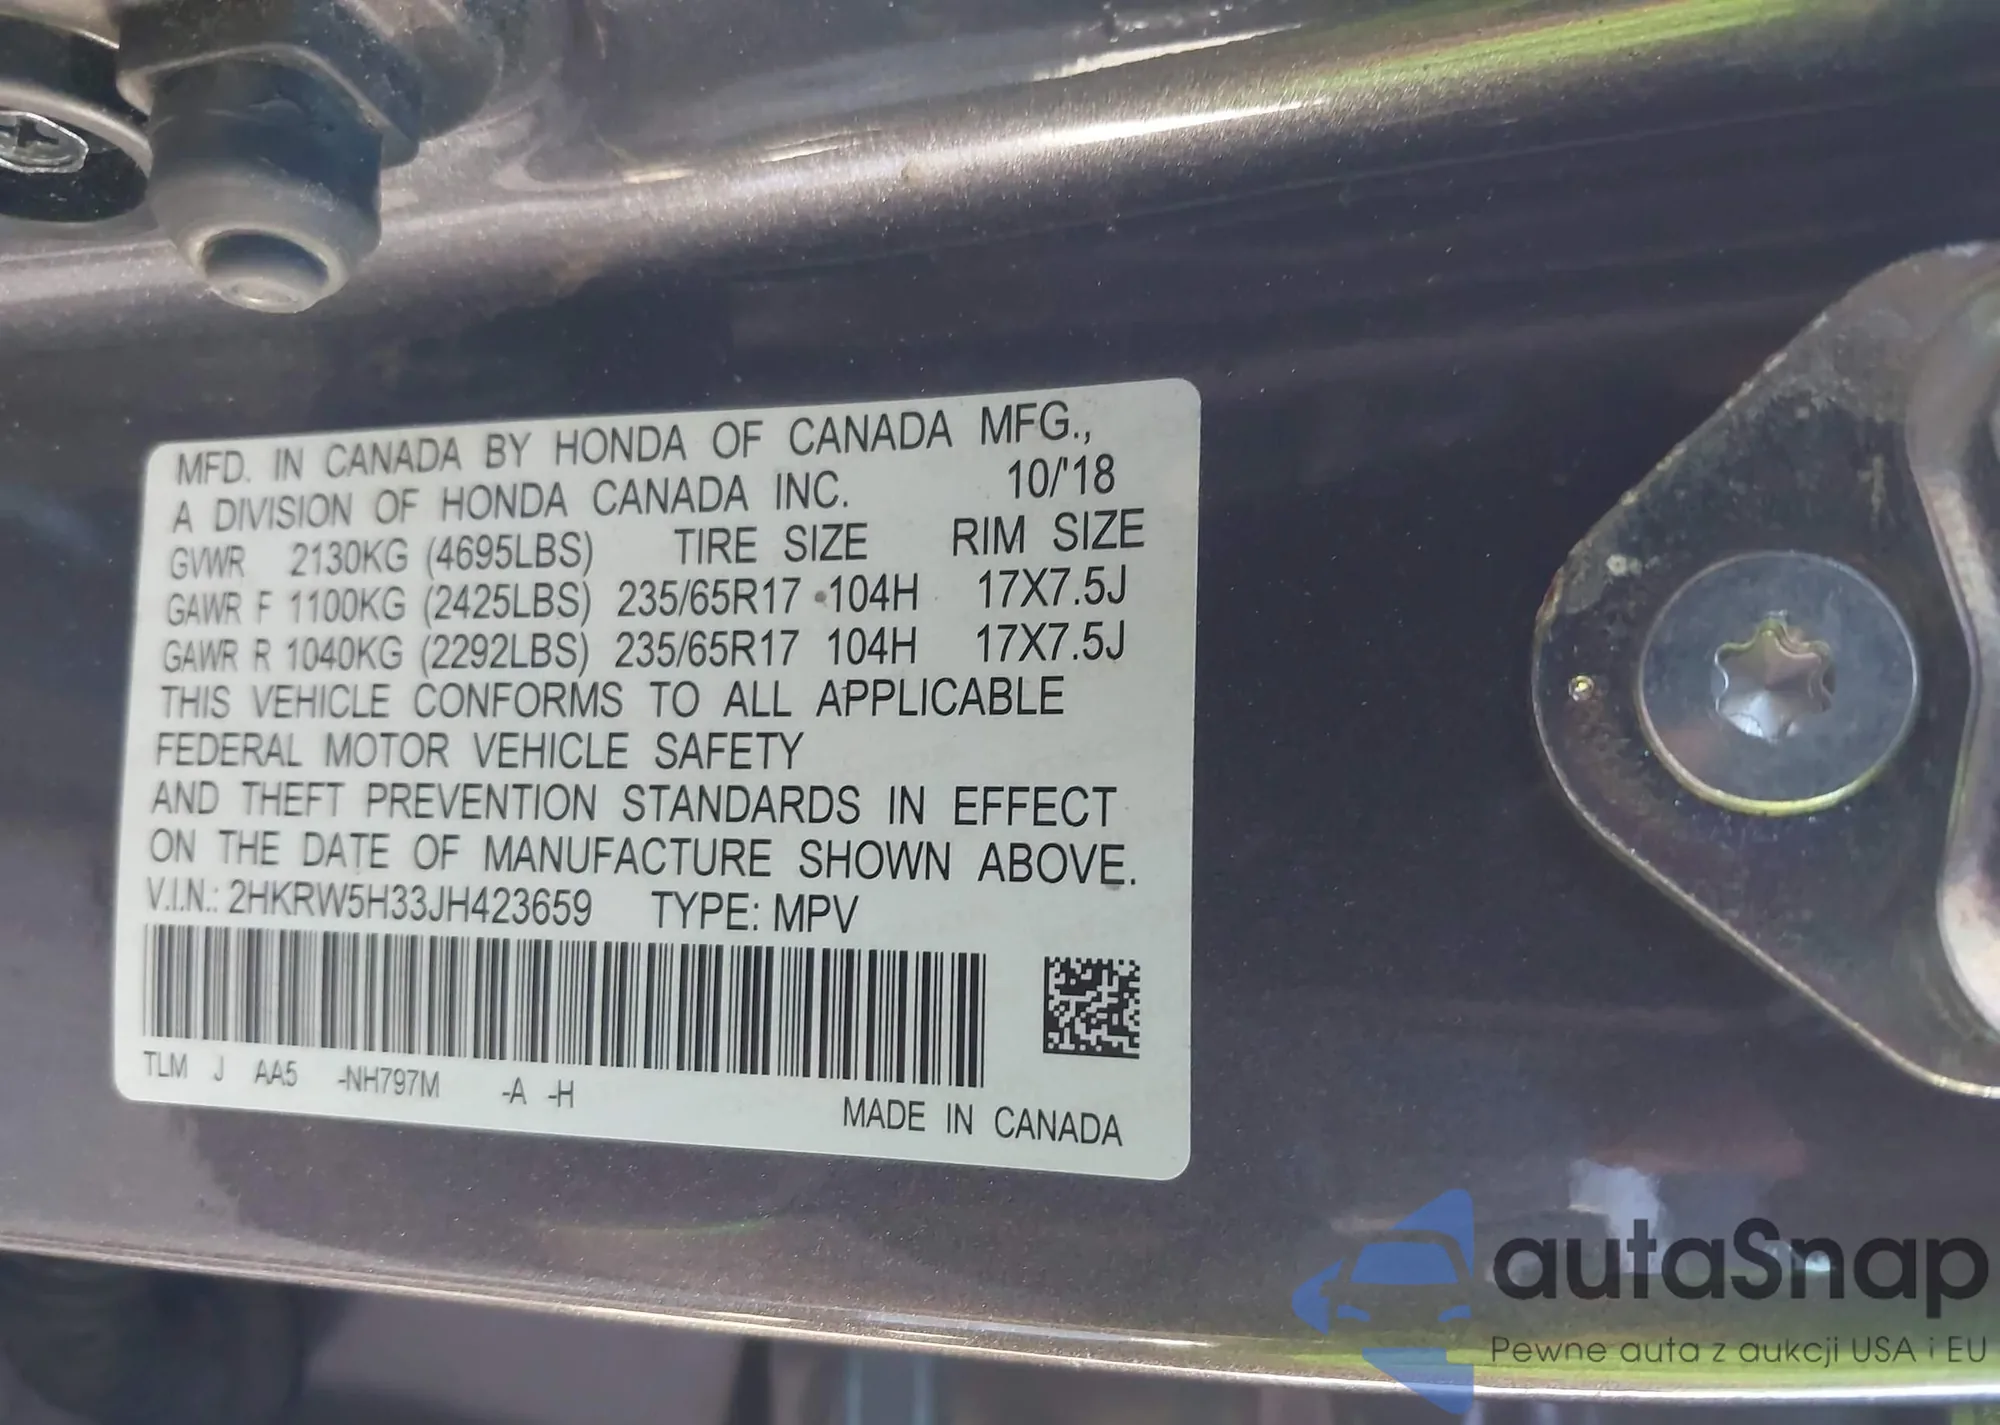 MFD. IN CANADA BY HONDA OF CANADA MFG.,
A DIVISION OF HONDA CANADA INC. 10/'18
GVWR 2130KG (4695LBS) TIRE SIZE RIM SIZE
GAWR F 1100KG (2425LBS) 235/65R17 104H 17X7.5J
GAWR R 1040KG (2292LBS) 235/65R17 104H 17X7.5J
THIS VEHICLE CONFORMS TO ALL APPLICABLE
FEDERAL MOTOR VEHICLE SAFETY
AND THEFT PREVENTION STANDARDS IN EFFECT
ON THE DATE OF MANUFACTURE SHOWN ABOVE.
V.I.N.: 2HKRW5H33JH423659 TYPE: MPV
TLM J AA5 -NH797M -A -H
MADE IN CANADA
autaSnap
Pewne auta z aukcji USA i EU